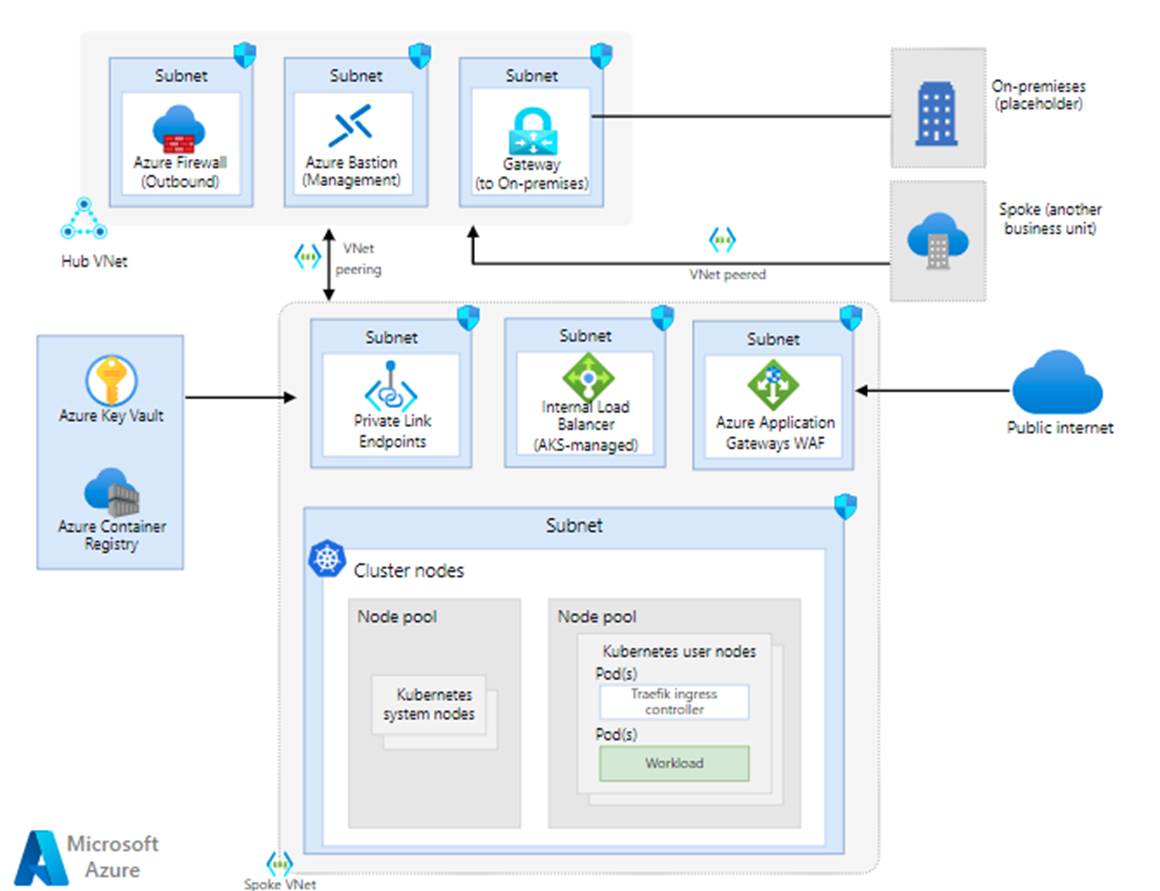 Subnet
Azure Firewall
(Outbound)
Subnet
Azure Bastion
(Management)
Subnet
Gateway
(to On-premises)
On-premieses
(placeholder)
Spoke (another
business unit)
Hub VNet
VNet
peering
VNet peered
Azure Key Vault
Azure Container
Registry
Subnet
Private Link
Endpoints
Subnet
Internal Load
Balancer
(AKS-managed)
Subnet
Azure Application
Gateways WAF
Public internet
Subnet
Cluster nodes
Node pool
Kubernetes
system nodes
Node pool
Kubernetes user nodes
Pod(s)
Traefik ingress
controller
Pod(s)
Workload
Microsoft
Azure
Spoke VNet